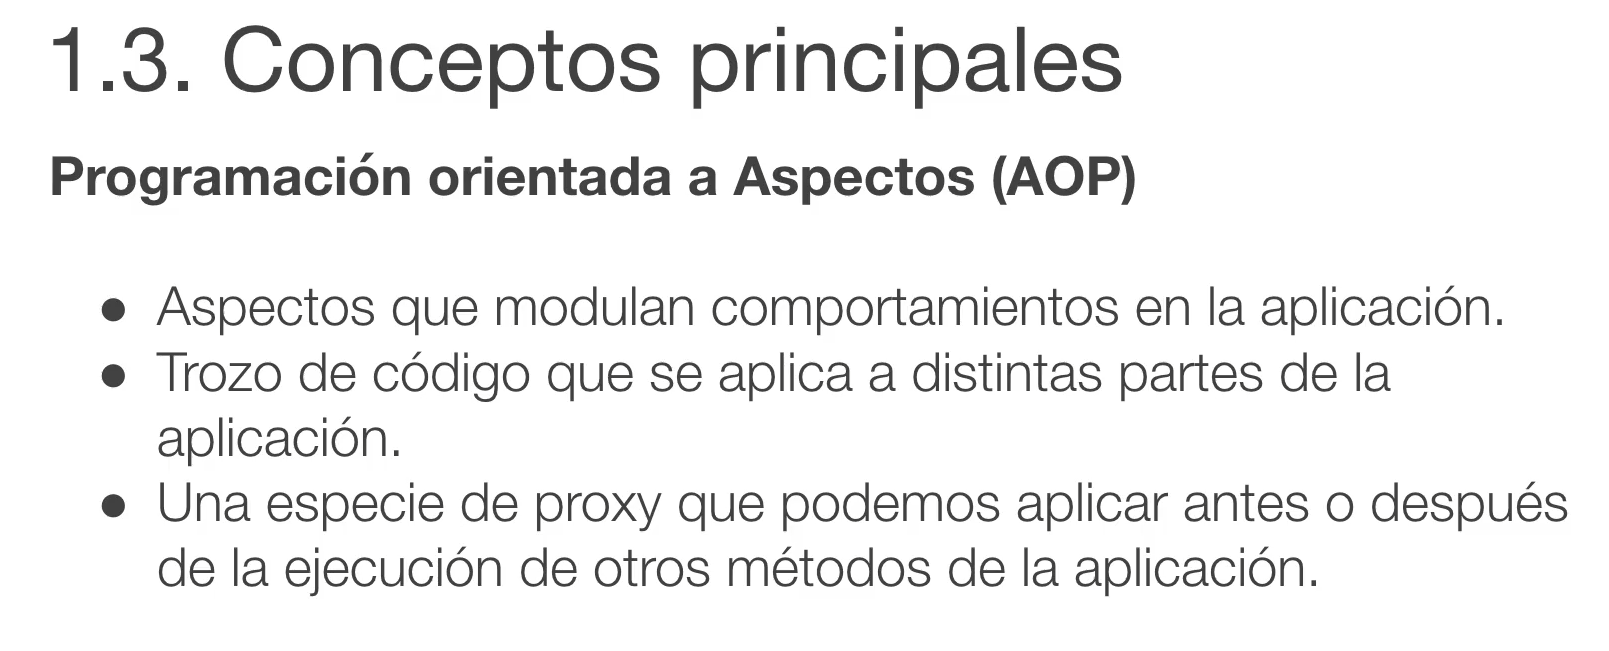 1.3. Conceptos principales
Programación orientada a Aspectos (AOP)
● Aspectos que modulan comportamientos en la aplicación.
● Trozo de código que se aplica a distintas partes de la
aplicación.
● Una especie de proxy que podemos aplicar antes o después
de la ejecución de otros métodos de la aplicación.